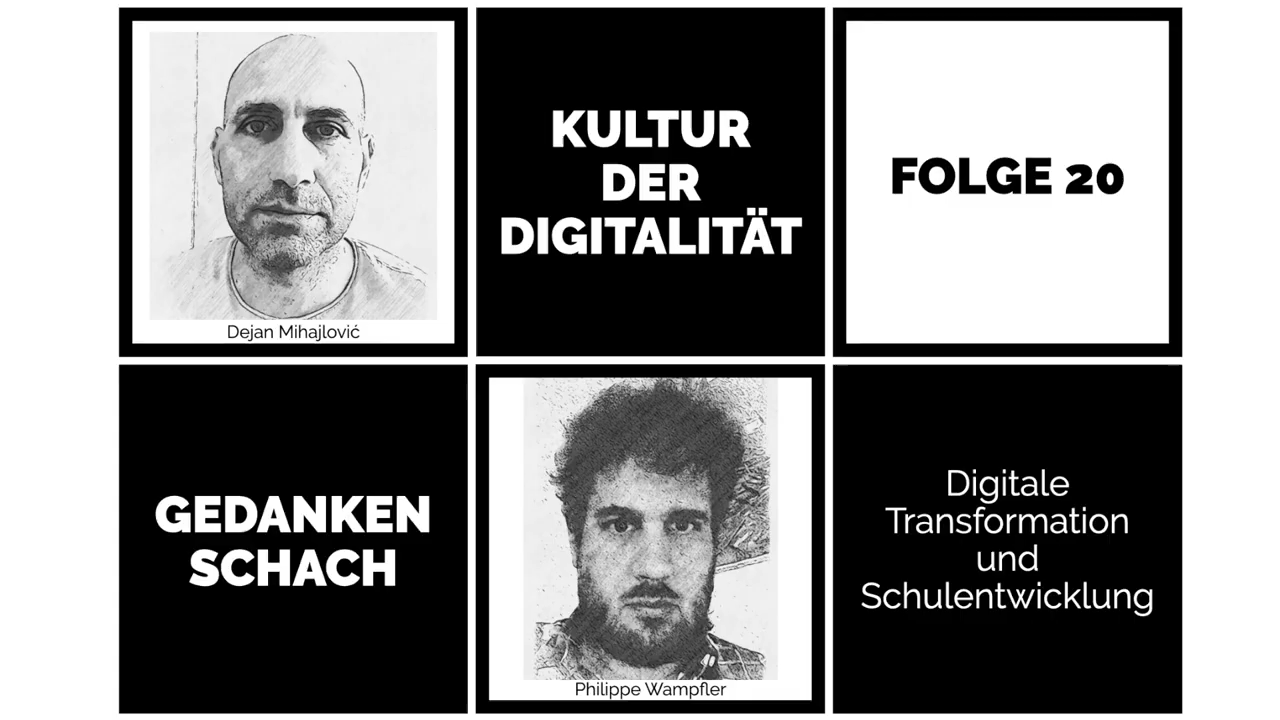 Dejan Mihajlović
KULTUR
DER
DIGITALITÄT
FOLGE 20
GEDANKEN
SCHACH
Philippe Wampfler
Digitale
Transformation
und
Schulentwicklung